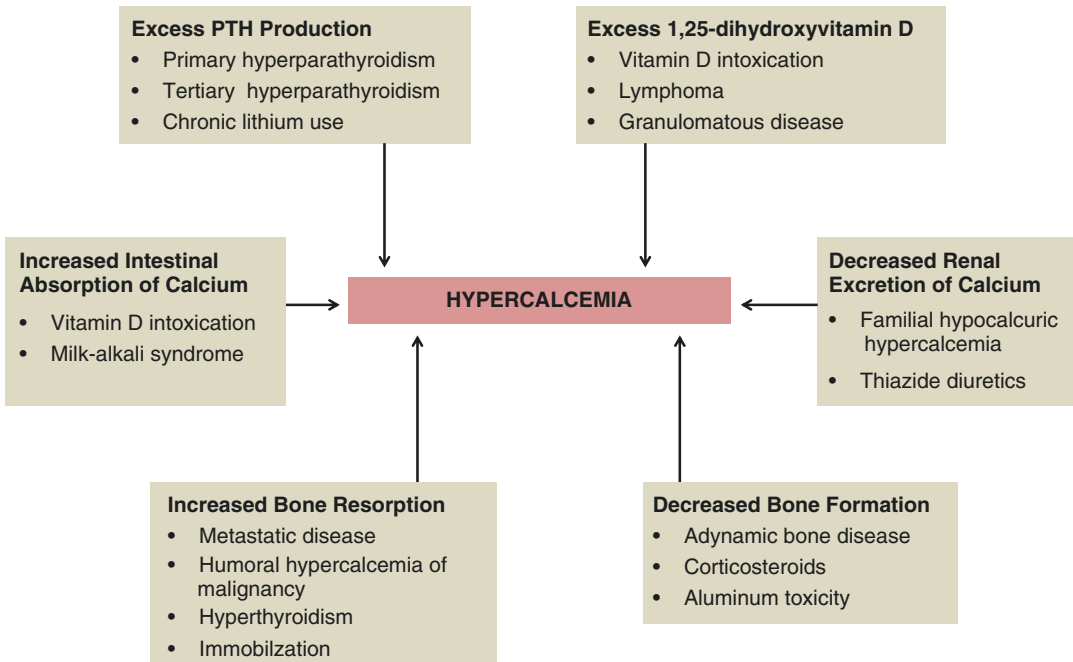 Excess PTH Production
• Primary hyperparathyroidism
• Tertiary hyperparathyroidism
• Chronic lithium use
Excess 1,25-dihydroxyvitamin D
• Vitamin D intoxication
• Lymphoma
• Granulomatous disease
Increased Intestinal
Absorption of Calcium
• Vitamin D intoxication
• Milk-alkali syndrome
HYPERCALCEMIA
Decreased Renal
Excretion of Calcium
• Familial hypocalcuric
hypercalcemia
• Thiazide diuretics
Increased Bone Resorption
• Metastatic disease
• Humoral hypercalcemia of
malignancy
• Hyperthyroidism
• Immobilzation
Decreased Bone Formation
• Adynamic bone disease
• Corticosteroids
• Aluminum toxicity